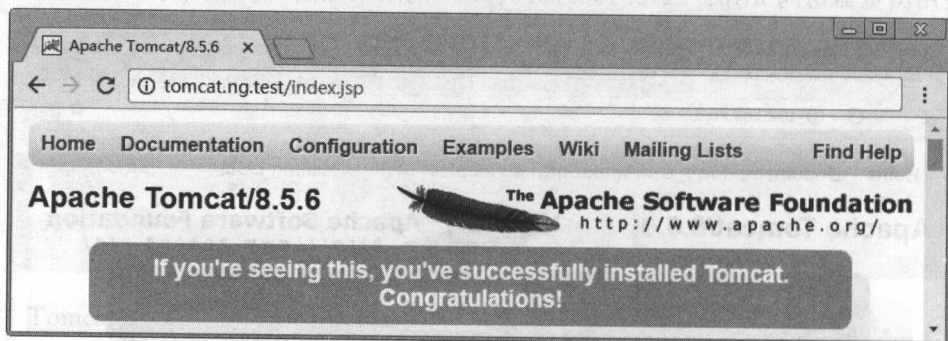 Apache Tomcat/8.5.6
tomcat.ng.test/index.jsp
Home Documentation Configuration Examples Wiki Mailing Lists Find Help
Apache Tomcat/8.5.6
The Apache Software Foundation
http://www.apache.org/
If you're seeing this, you've successfully installed Tomcat.
Congratulations!